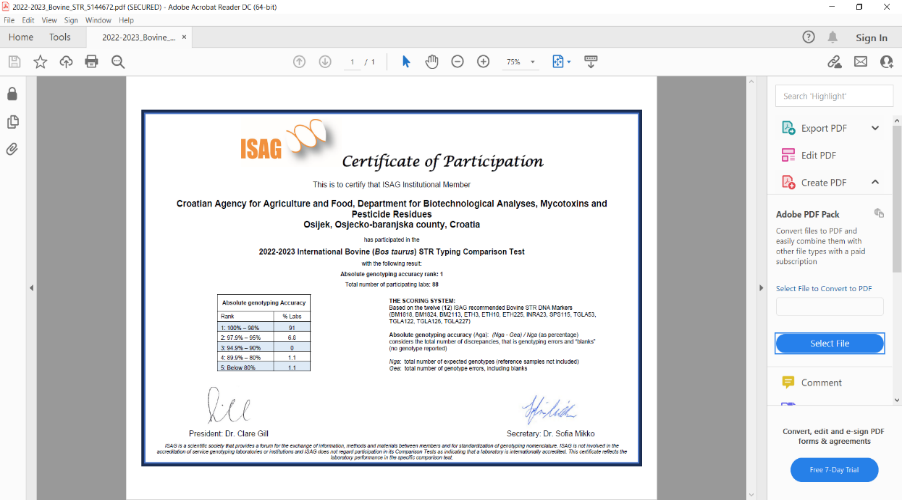 2022-2023_Bovine_STR_5144672.pdf (SECURED) - Adobe Acrobat Reader DC (64-bit)
File Edit View Sign Window Help
Home Tools 2022-2023_Bovine_... × Sign In
1 / 1 75%
Search 'Highlight'
Export PDF
Edit PDF
Create PDF
Adobe PDF Pack
Convert files to PDF and
easily combine them with
other file types with a paid
subscription
Select File to Convert to PDF
Select File
Comment
Convert, edit and e-sign PDF
forms & agreements
Free 7-Day Trial
ISAG
Certificate of Participation
This is to certify that ISAG Institutional Member
Croatian Agency for Agriculture and Food, Department for Biotechnological Analyses, Mycotoxins and
Pesticide Residues
Osijek, Osjecko-baranjska county, Croatia
has participated in the
2022-2023 International Bovine (Bos taurus) STR Typing Comparison Test
with the following result:
Absolute genotyping accuracy rank: 1
Total number of participating labs: 88
Absolute genotyping Accuracy
Rank % Labs
1: 100% – 98% 91
2: 97.9% – 95% 6.8
3: 94.9% – 90% 0
4: 89.9% – 80% 1.1
5: Below 80% 1.1
THE SCORING SYSTEM:
Based on the twelve (12) ISAG recommended Bovine STR DNA Markers
(BM1818, BM1824, BM2113, ETH3, ETH10, ETH225, INRA23, SPS115, TGLA53,
TGLA122, TGLA126, TGLA227)
Absolute genotyping accuracy (Aga): (Nga - Gea) / Nga (as percentage)
considers the total number of discrepancies, that is genotyping errors and "blanks"
(no genotype reported)
Nga: total number of expected genotypes (reference samples not included)
Gea: total number of genotype errors, including blanks
President: Dr. Clare Gill
Secretary: Dr. Sofia Mikko
ISAG is a scientific society that provides a forum for the exchange of information, methods and materials between members and for standardization of genotyping nomenclature. ISAG is not involved in the
accreditation of service genotyping laboratories or institutions and ISAG does not regard participation in its Comparison Tests as indicating that a laboratory is internationally accredited. This certificate reflects the
laboratory performance in the specific comparison test.